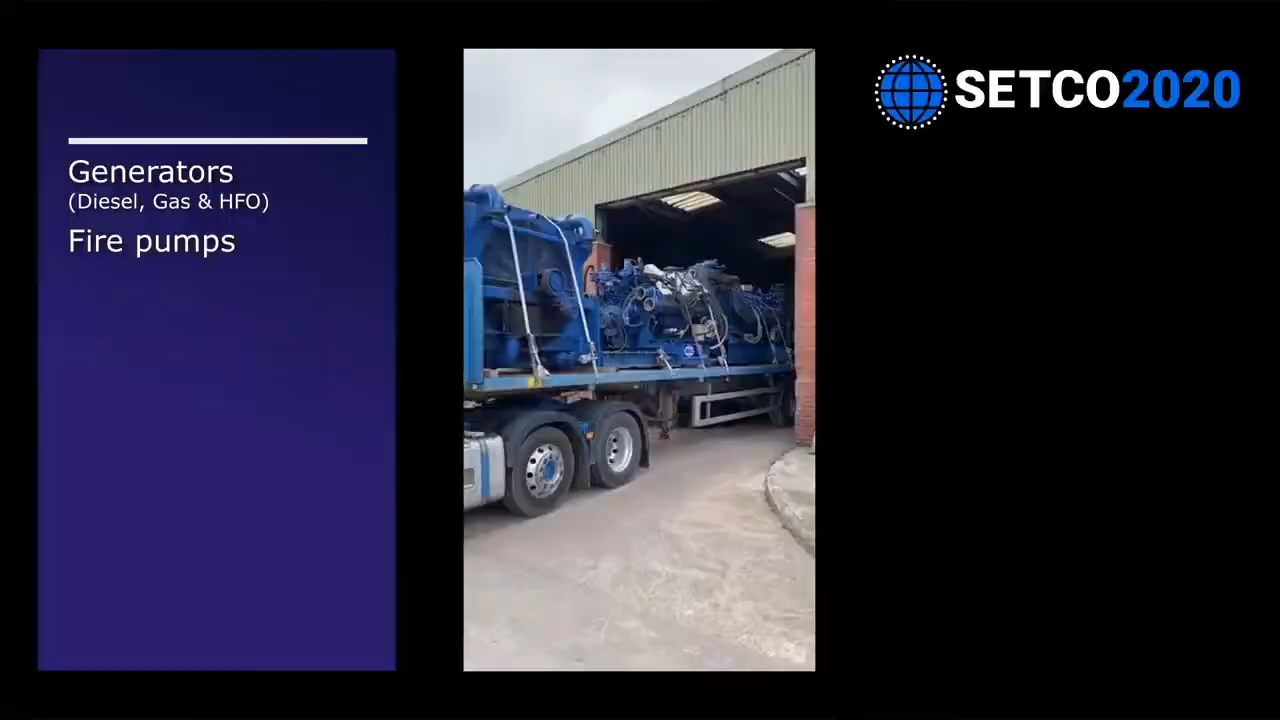 Generators
(Diesel, Gas & HFO)
Fire pumps
SETCO2020